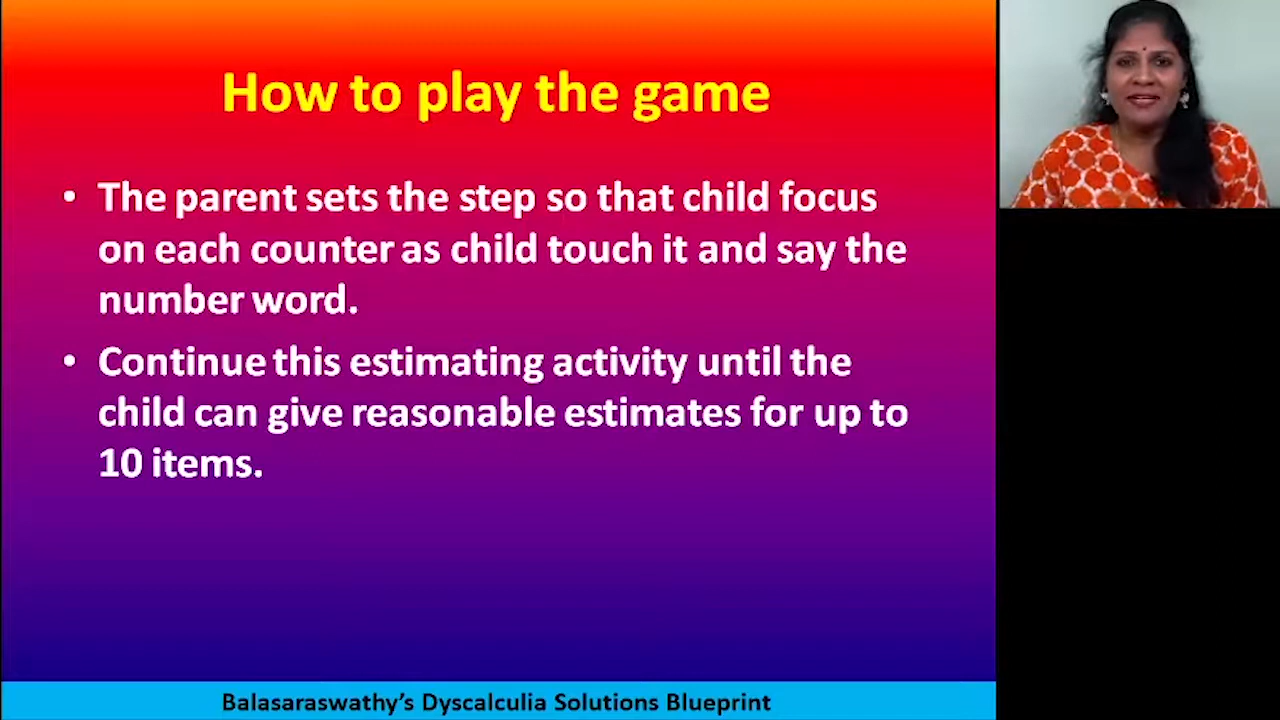 How to play the game
• The parent sets the step so that child focus
on each counter as child touch it and say the
number word.
• Continue this estimating activity until the
child can give reasonable estimates for up to
10 items.
Balasaraswathy's Dyscalculia Solutions Blueprint